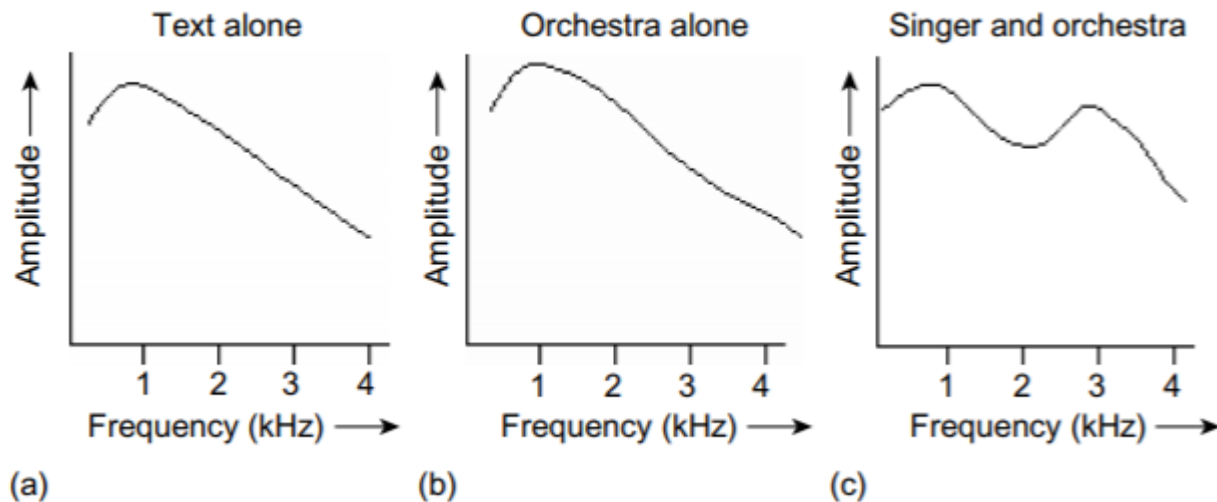 Text alone
Orchestra alone
Singer and orchestra
Amplitude
Amplitude
Amplitude
1 2 3 4
1 2 3 4
1 2 3 4
Frequency (kHz)
Frequency (kHz)
Frequency (kHz)
(a)
(b)
(c)